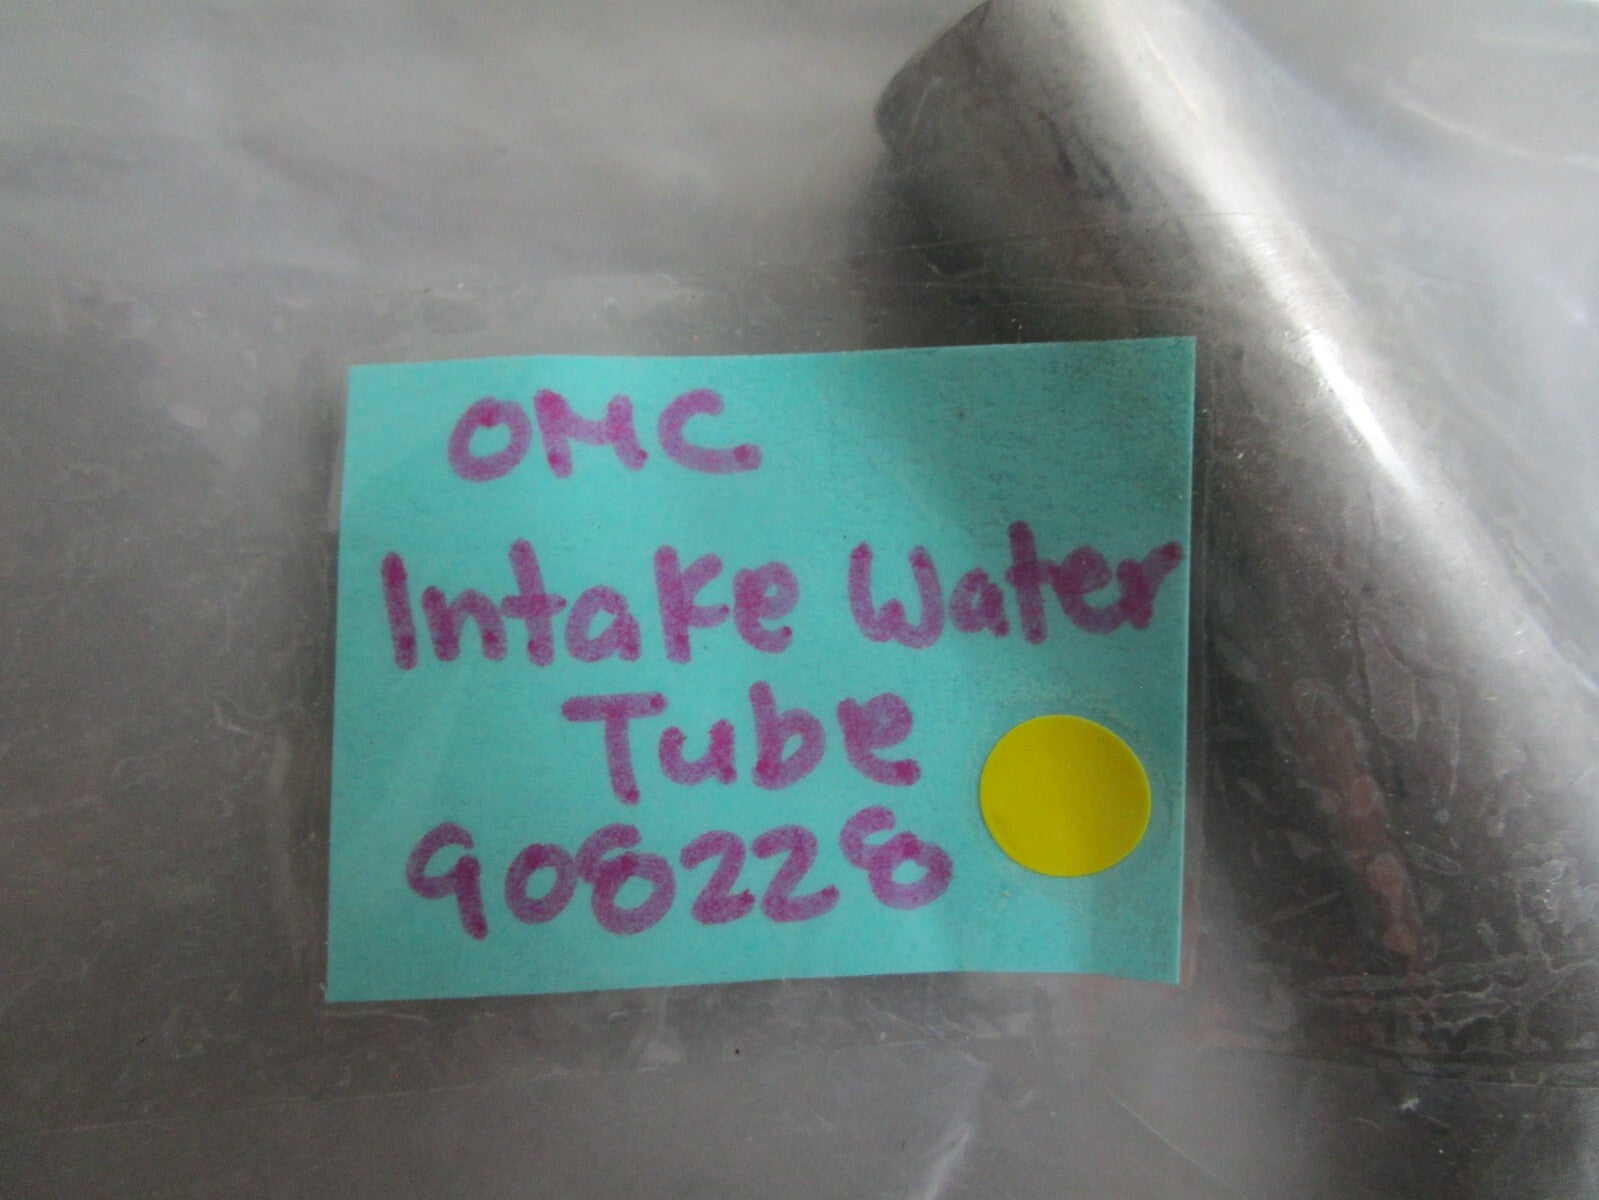 OMC
Intake Water
Tube
908228